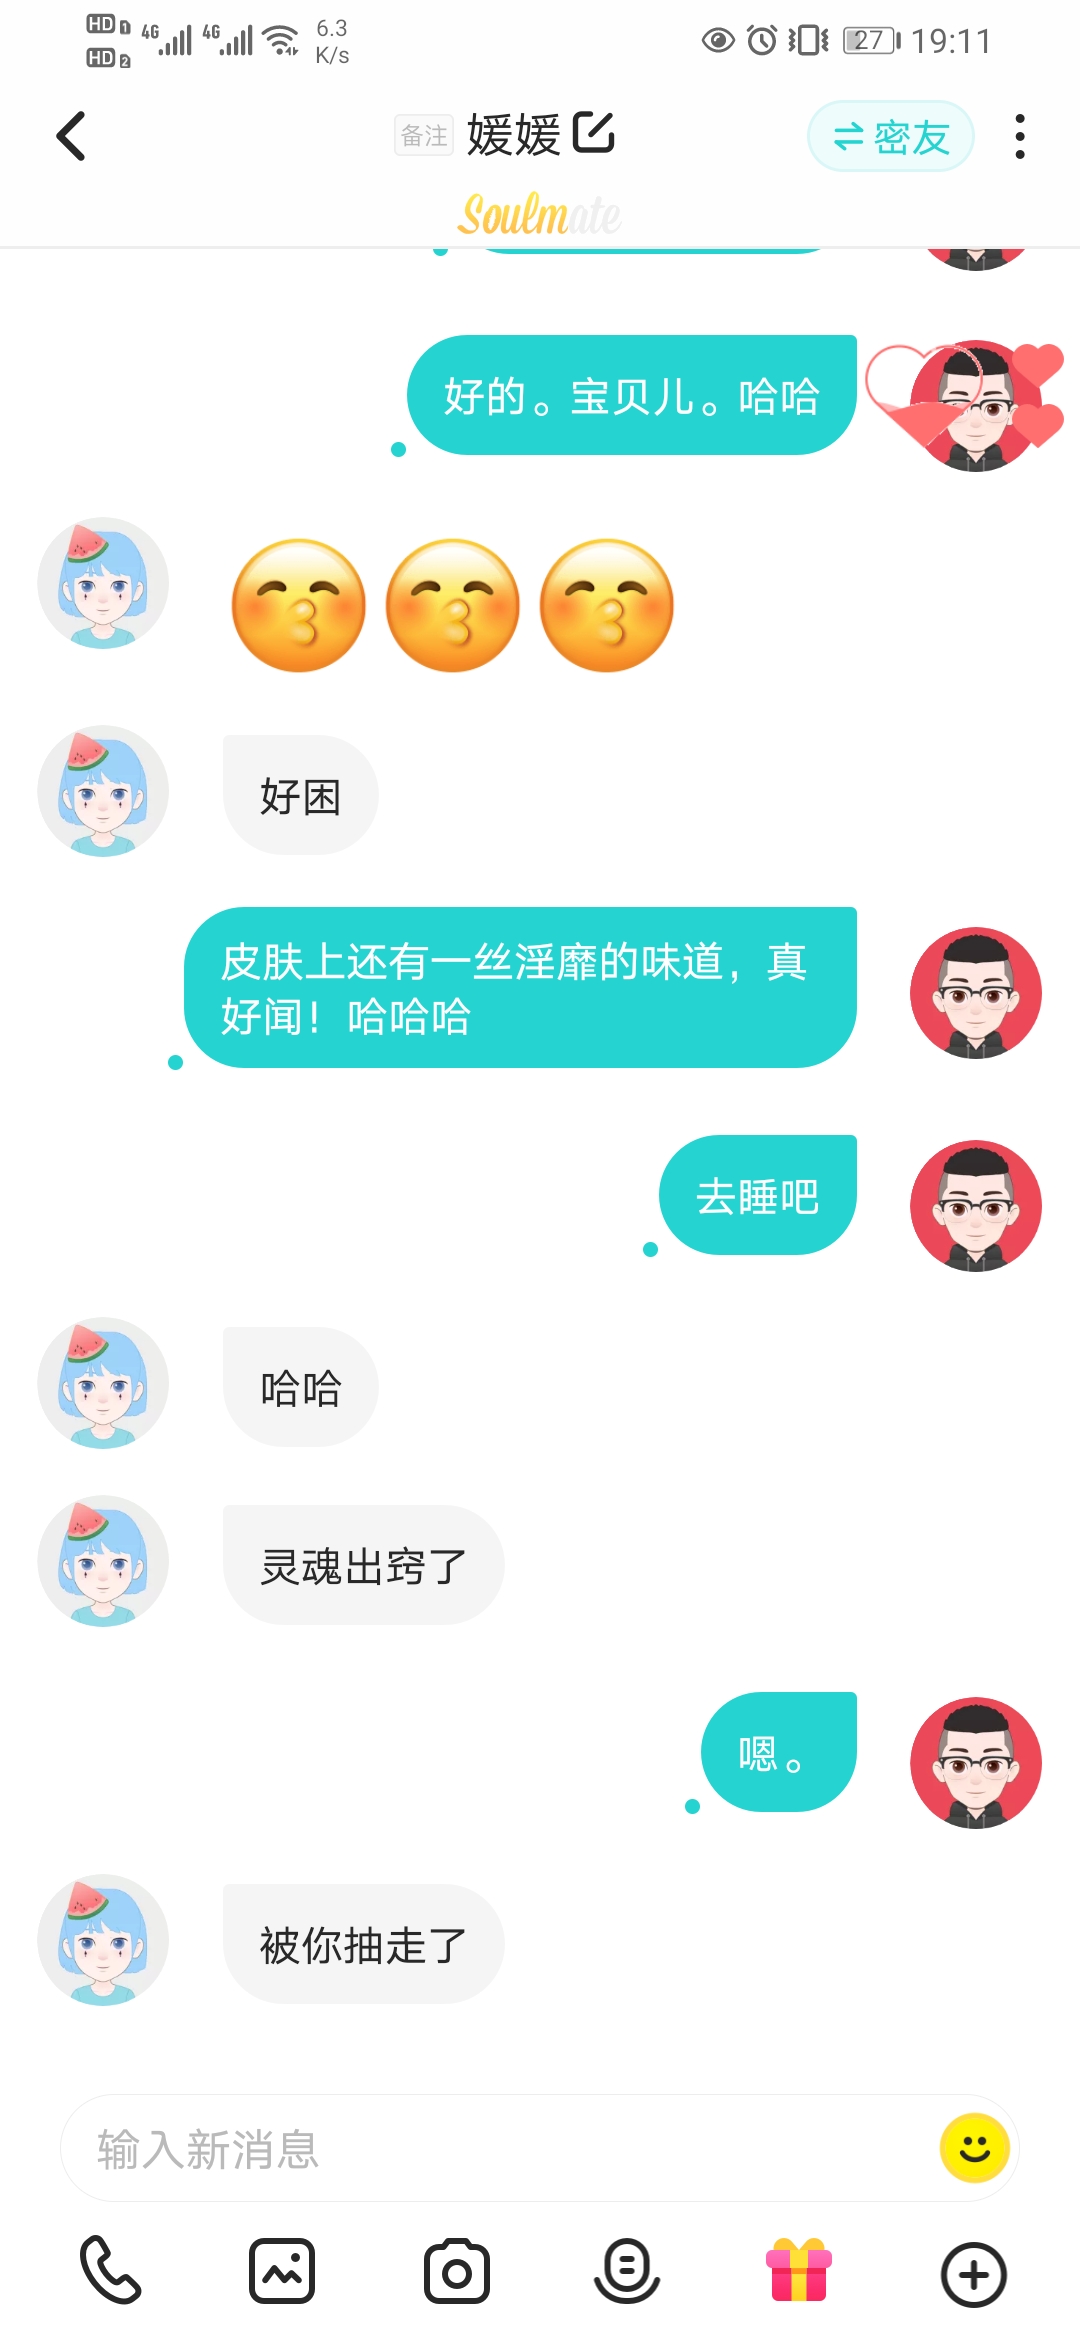 HD 1 4G 4G 6.3
HD 2 K/s
27 19:11
备注 媛媛 密友
Soulmate
好的。宝贝儿。哈哈
好困
皮肤上还有一丝淫靡的味道，真
好闻！哈哈哈
去睡吧
哈哈
灵魂出窍了
嗯。
被你抽走了
输入新消息